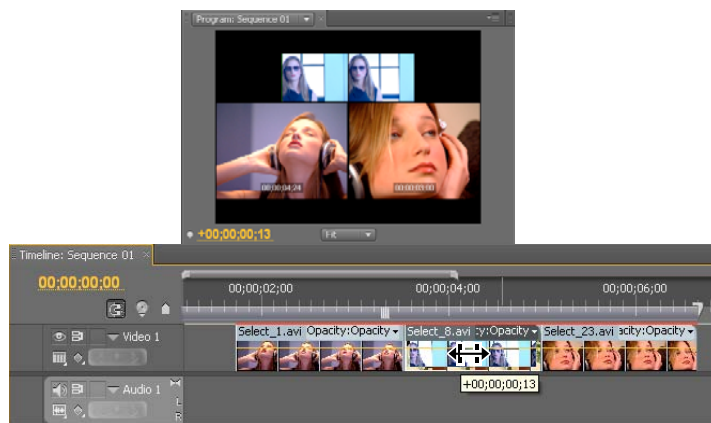 Program: Sequence 01
00;00;04;24
00;00;03;00
+00;00;00;13
Fit
Timeline: Sequence 01
00;00;00;00
00;00;02;00
00;00;04;00
00;00;06;00
Video 1
Select_1.avi Opacity:Opacity
Select_8.avi :y:Opacity
Select_23.avi acity:Opacity
+00;00;00;13
Audio 1
L
R